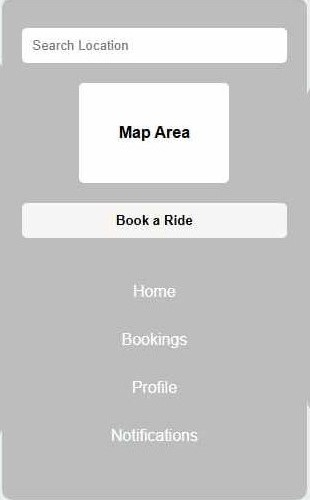 Search Location
Map Area
Book a Ride
Home
Bookings
Profile
Notifications